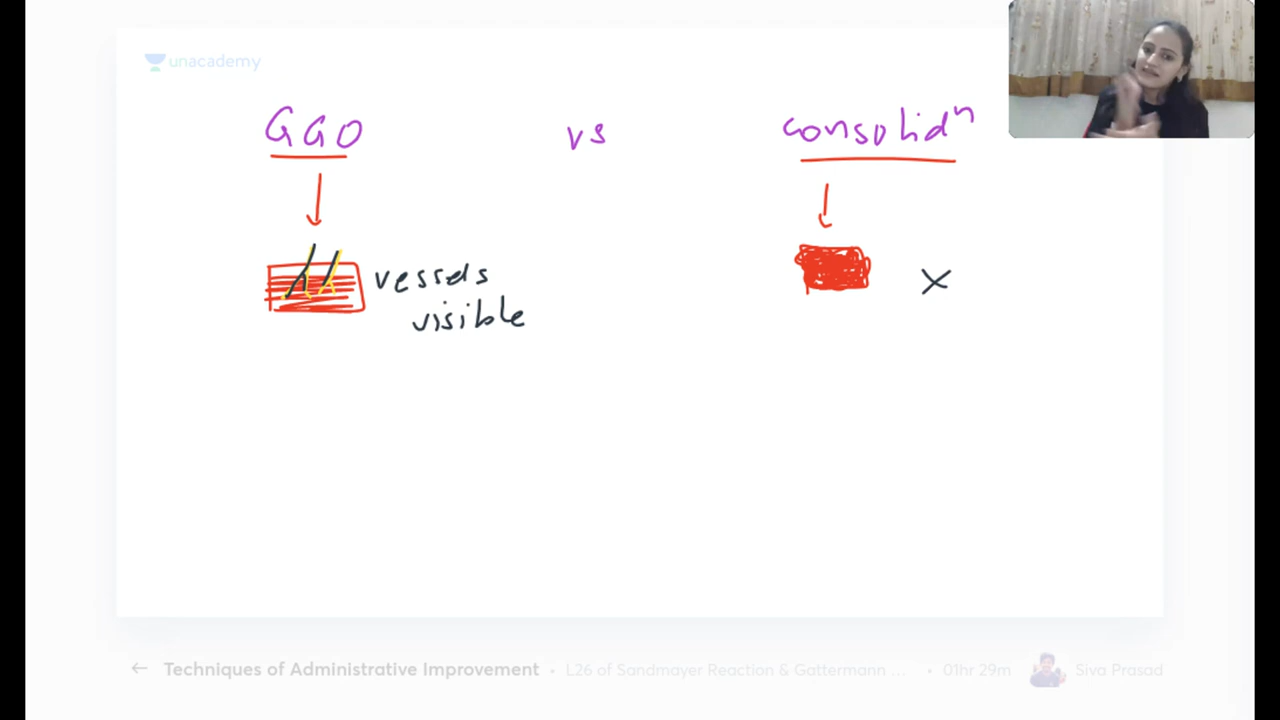 unacademy
GGO vs consolidⁿ
vessels
visible
x
← Techniques of Administrative Improvement • L26 of Sandmayer Reaction & Gattermann ... • 01hr 29m Siva Prasad